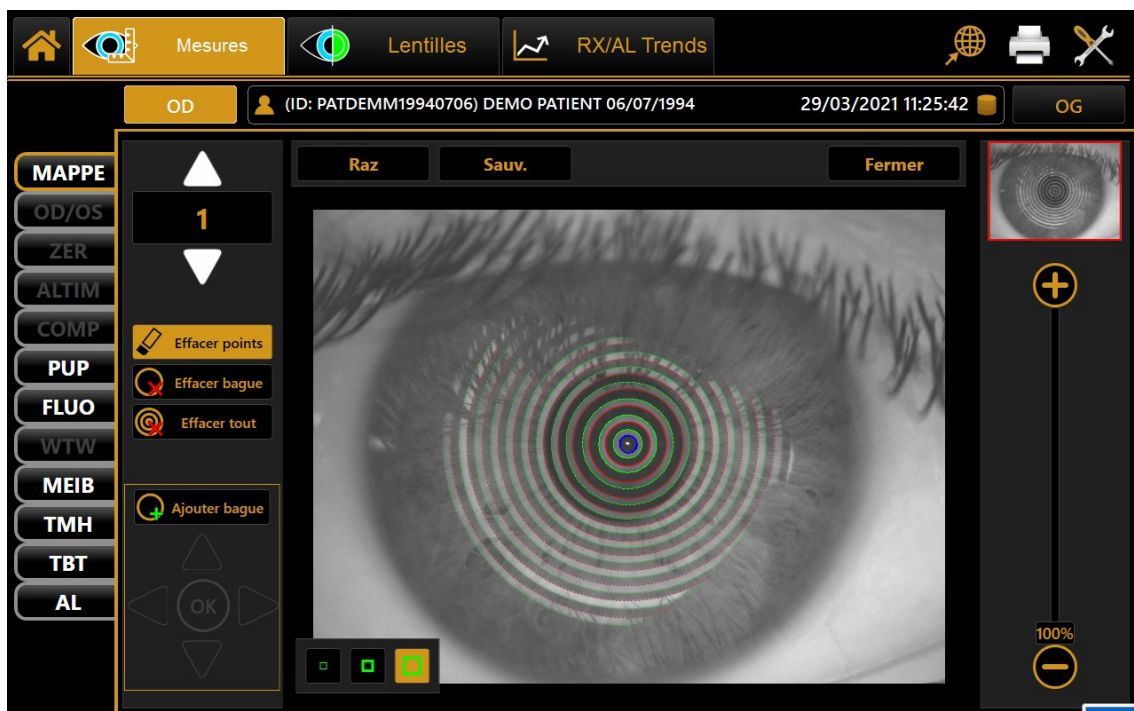 Mesures
Lentilles
RX/AL Trends
OD
(ID: PATDEMM19940706) DEMO PATIENT 06/07/1994
29/03/2021 11:25:42
OG
MAPPE
OD/OS
ZER
ALTIM
COMP
PUP
FLUO
WTW
MEIB
TMH
TBT
AL
1
Effacer points
Effacer bague
Effacer tout
Ajouter bague
OK
Raz
Sauv.
Fermer
100%